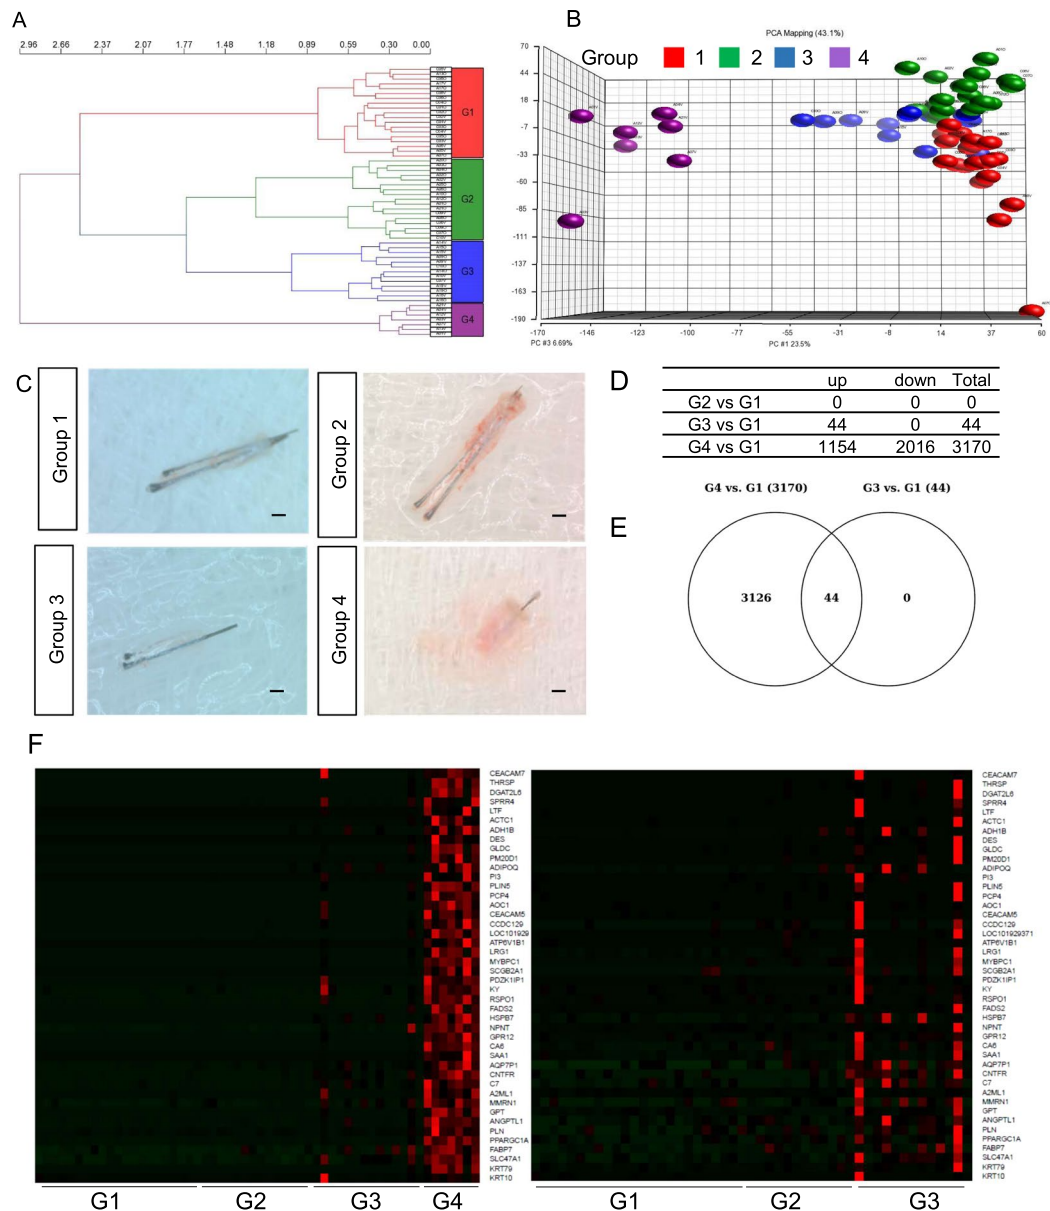 A
2.96 2.66 2.37 2.07 1.77 1.48 1.18 0.89 0.59 0.30 0.00
G1
G2
G3
G4
B
PCA Mapping (43.1%)
Group 1 2 3 4
70
44
18
-7
-33
-60
-85
-111
-137
-163
-190
-170 -146 -123 -100 -77 -54 -31 -8 14 37 60
PC #3 6.69%
PC #1 23.5%
C
Group 1
Group 2
Group 3
Group 4
D
up down Total
G2 vs G1 0 0 0
G3 vs G1 44 0 44
G4 vs G1 1154 2016 3170
E
G4 vs. G1 (3170) G3 vs. G1 (44)
3126 44 0
F
CEACAM7
THRSP
DGAT2L6
SPRR4
LTF
ACTC1
ADH1B
DES
GLDC
PM20D1
ADIPOQ
PI3
PLIN5
PCP4
AOC1
CEACAM5
CCDC129
LOC101929
ATP6V1B1
LRG1
MYBPC1
SCGB2A1
PDZK1IP1
KY
RSPO1
FADS2
HSPB7
NPNT
GPR12
CA6
SAA1
AQP7P1
CNTFR
C7
A2ML1
MMRN1
GPT
ANGPTL1
PLN
PPARGC1A
FABP7
SLC47A1
KRT79
KRT10
G1 G2 G3 G4
CEACAM7
THRSP
DGAT2L6
SPRR4
LTF
ACTC1
ADH1B
DES
GLDC
PM20D1
ADIPOQ
PI3
PLIN5
PCP4
AOC1
CEACAM5
CCDC129
LOC101929371
ATP6V1B1
LRG1
MYBPC1
SCGB2A1
PDZK1IP1
KY
RSPO1
FADS2
HSPB7
NPNT
GPR12
CA6
SAA1
AQP7P1
CNTFR
C7
A2ML1
MMRN1
GPT
ANGPTL1
PLN
PPARGC1A
FABP7
SLC47A1
KRT79
KRT10
G1 G2 G3